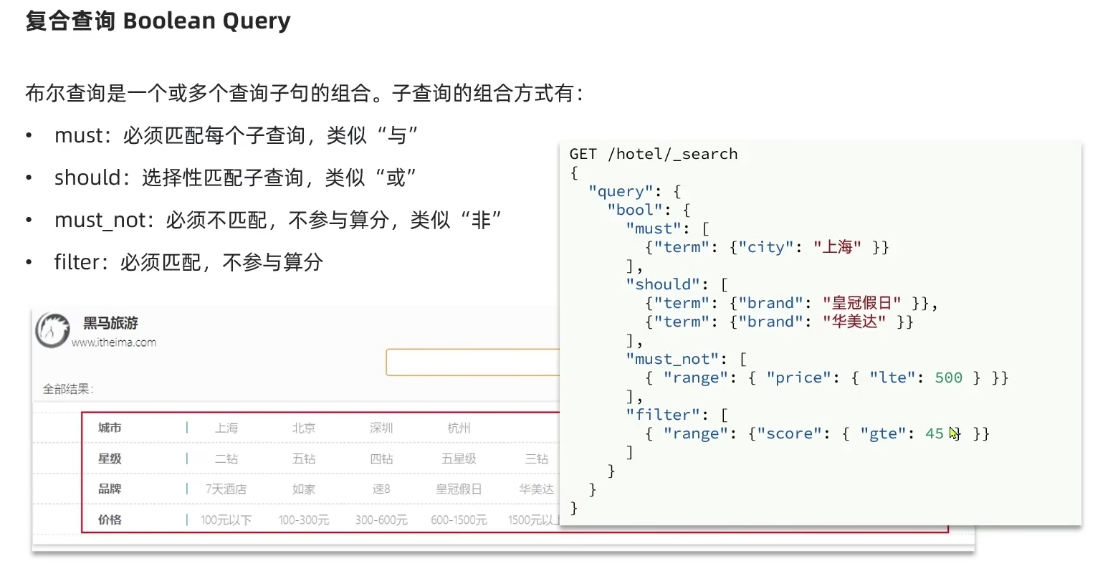 复合查询 Boolean Query
布尔查询是一个或多个查询子句的组合。子查询的组合方式有：
• must：必须匹配每个子查询，类似“与”
• should：选择性匹配子查询，类似“或”
• must_not：必须不匹配，不参与算分，类似“非”
• filter：必须匹配，不参与算分
GET /hotel/_search
{
  "query": {
    "bool": {
      "must": [
        {"term": {"city": "上海" }}
      ],
      "should": [
        {"term": {"brand": "皇冠假日" }},
        {"term": {"brand": "华美达" }}
      ],
      "must_not": [
        { "range": { "price": { "lte": 500 } }}
      ],
      "filter": [
        { "range": {"score": { "gte": 45 } }}
      ]
    }
  }
}
黑马旅游
www.itheima.com
全部结果：
城市 | 上海 北京 深圳 杭州
星级 | 二钻 五钻 四钻 五星级 三钻
品牌 | 7天酒店 如家 速8 皇冠假日 华美达
价格 | 100元以下 100-300元 300-600元 600-1500元 1500元以上